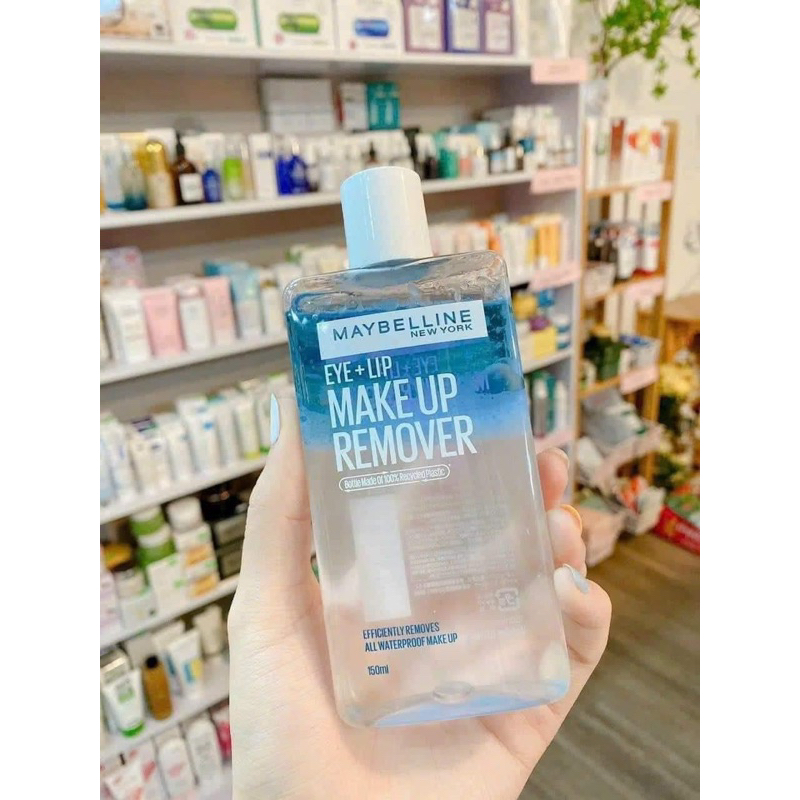 MAYBELLINE
NEW YORK
EYE + LIP
MAKE UP
REMOVER
Bottle Made Of 100% Recycled Plastic
EFFICIENTLY REMOVES
ALL WATERPROOF MAKE UP
150ml